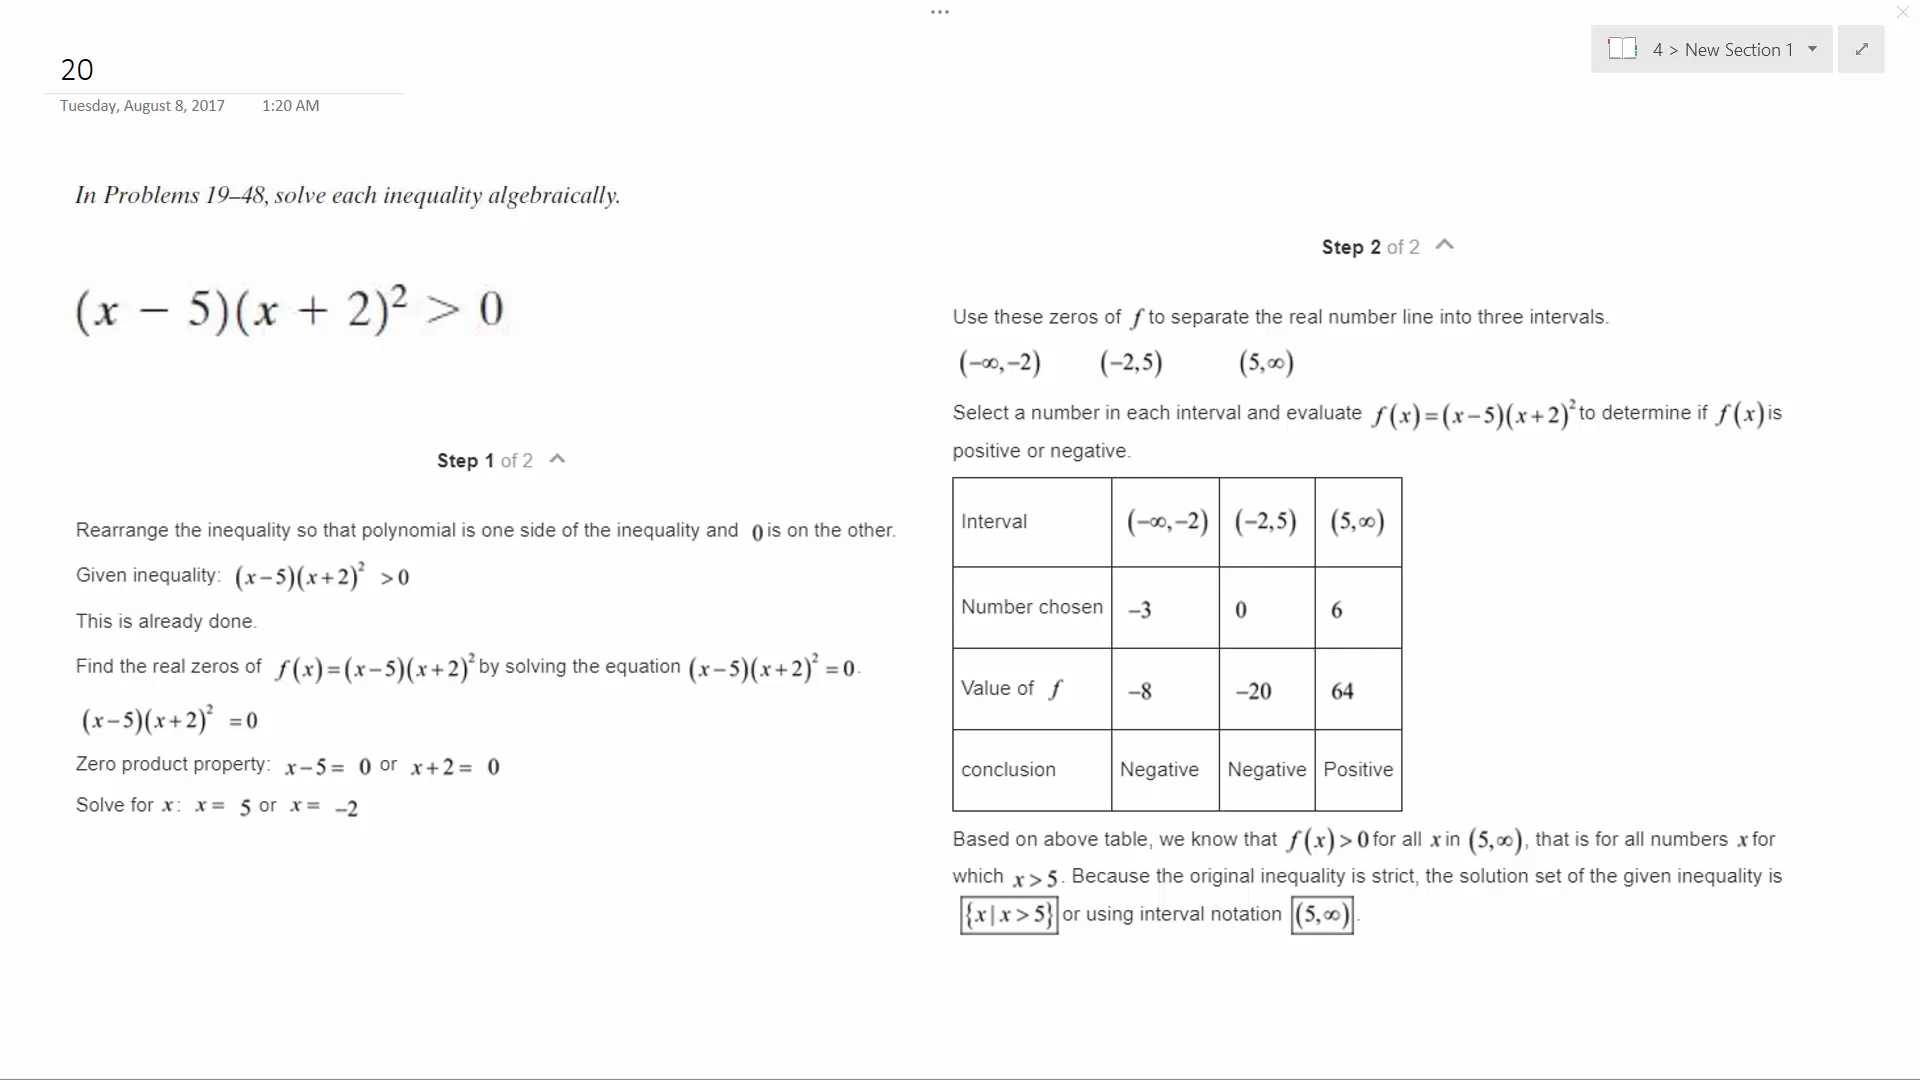 ...
4 > New Section 1
20
Tuesday, August 8, 2017 1:20 AM
In Problems 19–48, solve each inequality algebraically.
(x − 5)(x + 2)² > 0
Step 1 of 2
Rearrange the inequality so that polynomial is one side of the inequality and 0 is on the other.
Given inequality: (x−5)(x+2)² >0
This is already done.
Find the real zeros of f(x)=(x−5)(x+2)² by solving the equation (x−5)(x+2)² =0.
(x−5)(x+2)² =0
Zero product property: x−5= 0 or x+2= 0
Solve for x: x= 5 or x= −2
Step 2 of 2
Use these zeros of f to separate the real number line into three intervals.
(−∞,−2) (−2,5) (5,∞)
Select a number in each interval and evaluate f(x)=(x−5)(x+2)² to determine if f(x) is
positive or negative.
Interval (−∞,−2) (−2,5) (5,∞)
Number chosen −3 0 6
Value of f −8 −20 64
conclusion Negative Negative Positive
Based on above table, we know that f(x)>0 for all x in (5,∞), that is for all numbers x for
which x>5. Because the original inequality is strict, the solution set of the given inequality is
{x|x>5} or using interval notation (5,∞).